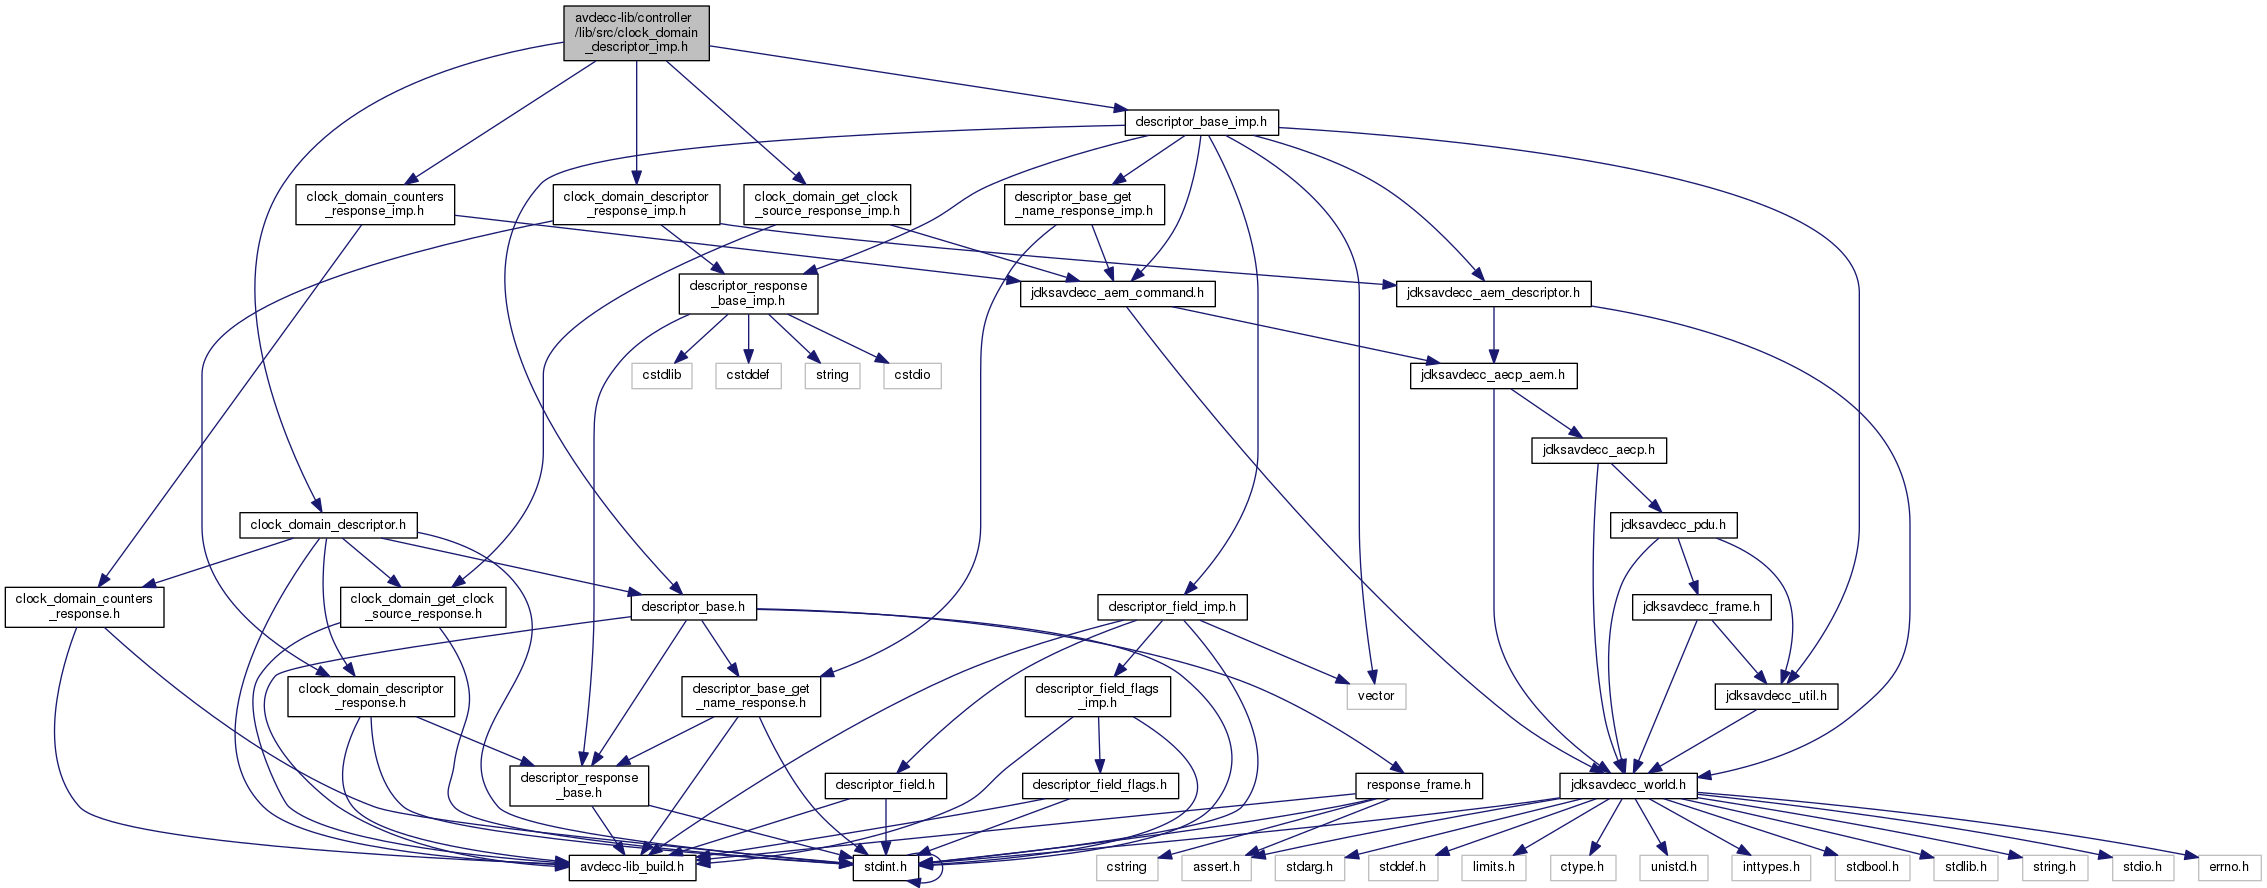 avdecc-lib/controller
/lib/src/clock_domain
_descriptor_imp.h
descriptor_base_imp.h
clock_domain_counters
_response_imp.h
clock_domain_descriptor
_response_imp.h
clock_domain_get_clock
_source_response_imp.h
descriptor_base_get
_name_response_imp.h
descriptor_response
_base_imp.h
jdksavdecc_aem_command.h
jdksavdecc_aem_descriptor.h
cstdlib
cstddef
string
cstdio
jdksavdecc_aecp_aem.h
jdksavdecc_aecp.h
clock_domain_descriptor.h
jdksavdecc_pdu.h
clock_domain_counters
_response.h
clock_domain_get_clock
_source_response.h
descriptor_base.h
descriptor_field_imp.h
jdksavdecc_frame.h
clock_domain_descriptor
_response.h
descriptor_base_get
_name_response.h
descriptor_field_flags
_imp.h
vector
jdksavdecc_util.h
descriptor_response
_base.h
descriptor_field.h
descriptor_field_flags.h
response_frame.h
jdksavdecc_world.h
avdecc-lib_build.h
stdint.h
cstring
assert.h
stdarg.h
stddef.h
limits.h
ctype.h
unistd.h
inttypes.h
stdbool.h
stdlib.h
string.h
stdio.h
errno.h